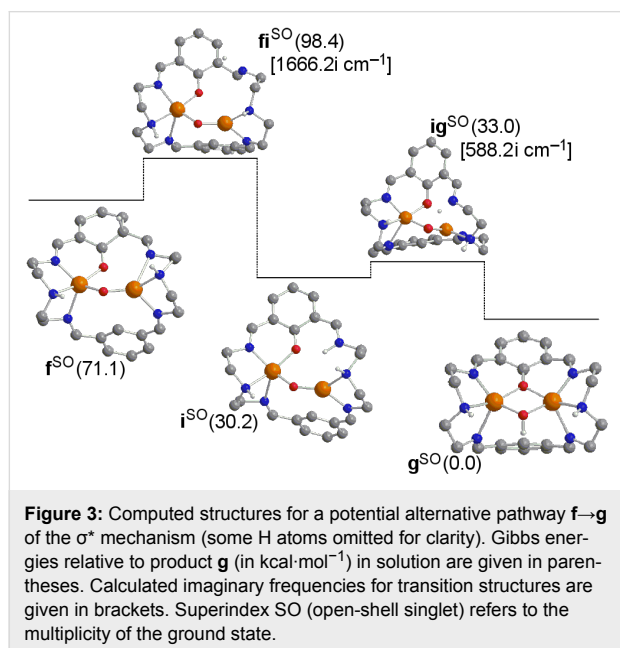 fi^SO(98.4)
[1666.2i cm⁻¹]
ig^SO(33.0)
[588.2i cm⁻¹]
f^SO(71.1)
i^SO(30.2)
g^SO(0.0)
Figure 3: Computed structures for a potential alternative pathway f→g
of the σ* mechanism (some H atoms omitted for clarity). Gibbs ener-
gies relative to product g (in kcal·mol⁻¹) in solution are given in paren-
theses. Calculated imaginary frequencies for transition structures are
given in brackets. Superindex SO (open-shell singlet) refers to the
multiplicity of the ground state.